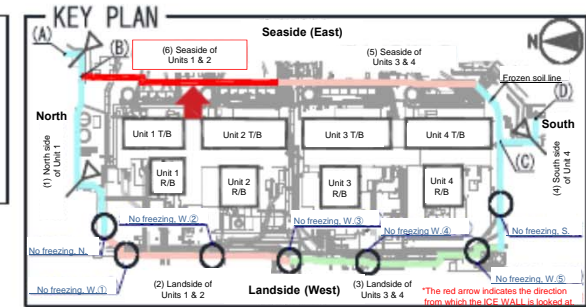 KEY PLAN
Seaside (East)
N
(A)
(B)
(6) Seaside of
Units 1 & 2
(5) Seaside of
Units 3 & 4
Frozen soil line
(D)
North
South
(1) North side
of Unit 1
Unit 1 T/B
Unit 2 T/B
Unit 3 T/B
Unit 4 T/B
(C)
(4) South side
of Unit 4
Unit 1
R/B
Unit 2
R/B
Unit 3
R/B
Unit 4
R/B
No freezing, W.②
No freezing, W.③
No freezing, W.④
No freezing, S.
No freezing, N.
No freezing, W.①
No freezing, W.⑤
(2) Landside of
Units 1 & 2
Landside (West)
(3) Landside of
Units 3 & 4
*The red arrow indicates the direction
from which the ICE WALL is looked at.